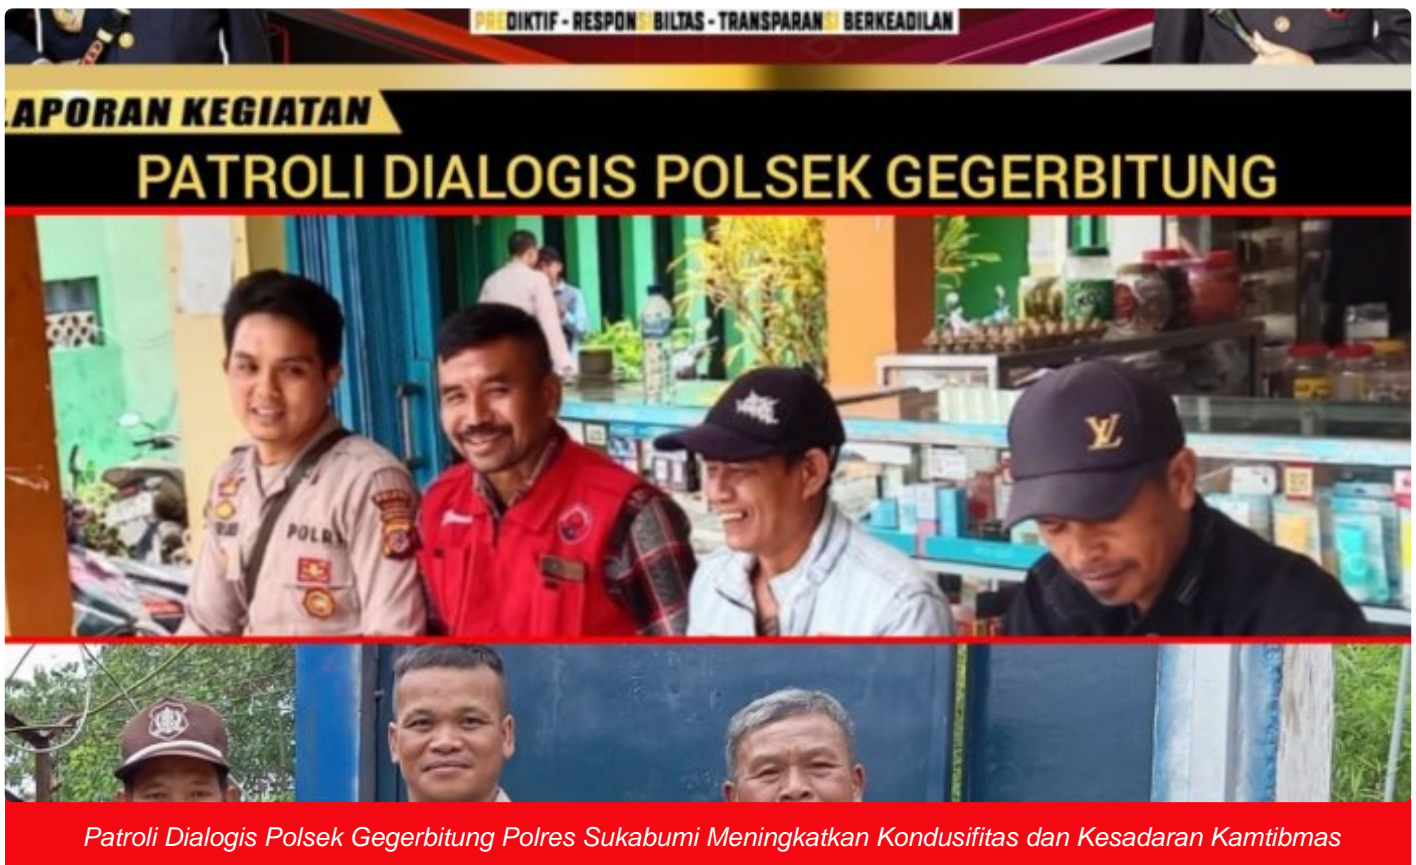 PREDIKTIF - RESPONSIBILTAS - TRANSPARANSI BERKEADILAN
LAPORAN KEGIATAN
PATROLI DIALOGIS POLSEK GEGERBITUNG
POLRI
LV
Patroli Dialogis Polsek Gegerbitung Polres Sukabumi Meningkatkan Kondusifitas dan Kesadaran Kamtibmas